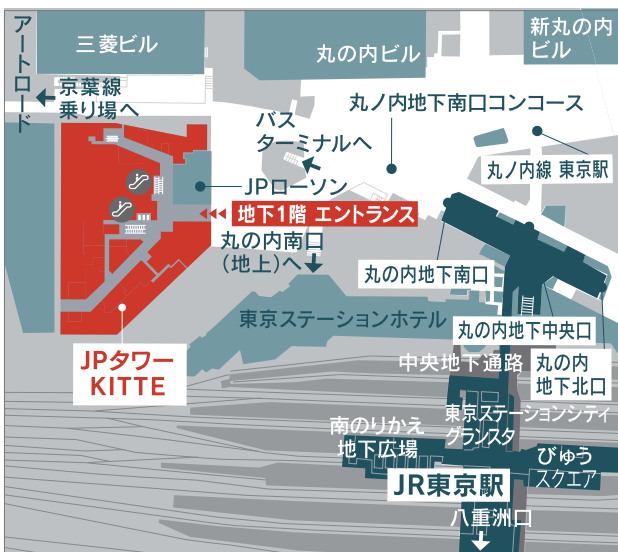 アートロード
三菱ビル
丸の内ビル
新丸の内
ビル
京葉線
乗り場へ
バス
ターミナルへ
丸ノ内地下南口コンコース
丸ノ内線 東京駅
JPローソン
地下1階 エントランス
丸の内南口
(地上)へ
丸の内地下南口
東京ステーションホテル
丸の内地下中央口
JPタワー
KITTE
中央地下通路
丸の内
地下北口
東京ステーションシティ
グランスタ
南のりかえ
地下広場
びゅう
スクエア
JR東京駅
八重洲口